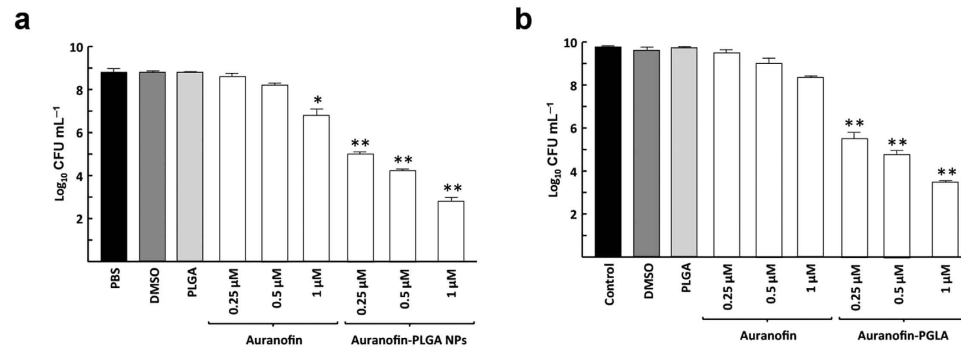 a
10
8
6
4
2
Log10 CFU mL−1
*
**
**
**
PBS
DMSO
PLGA
0.25 µM
0.5 µM
1 µM
0.25 µM
0.5 µM
1 µM
Auranofin
Auranofin-PLGA NPs
b
10
8
6
4
2
Log10 CFU mL−1
**
**
**
Control
DMSO
PLGA
0.25 µM
0.5 µM
1 µM
0.25 µM
0.5 µM
1 µM
Auranofin
Auranofin-PGLA